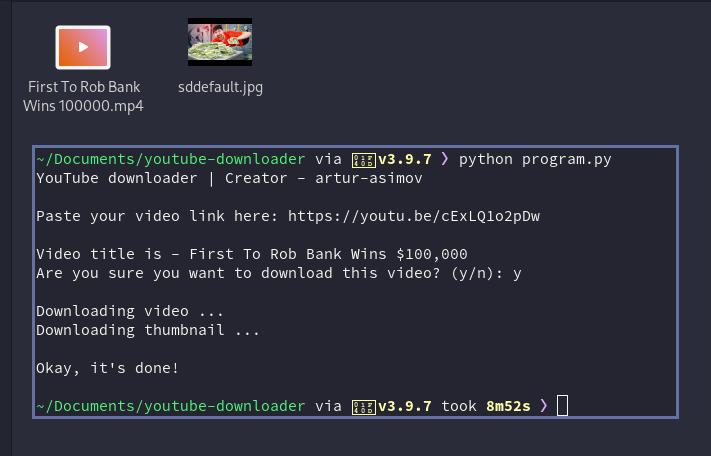 First To Rob Bank
Wins 100000.mp4
sddefault.jpg
~/Documents/youtube-downloader via v3.9.7 ❯ python program.py
YouTube downloader | Creator - artur-asimov
Paste your video link here: https://youtu.be/cExLQ1o2pDw
Video title is - First To Rob Bank Wins $100,000
Are you sure you want to download this video? (y/n): y
Downloading video ...
Downloading thumbnail ...
Okay, it's done!
~/Documents/youtube-downloader via v3.9.7 took 8m52s ❯